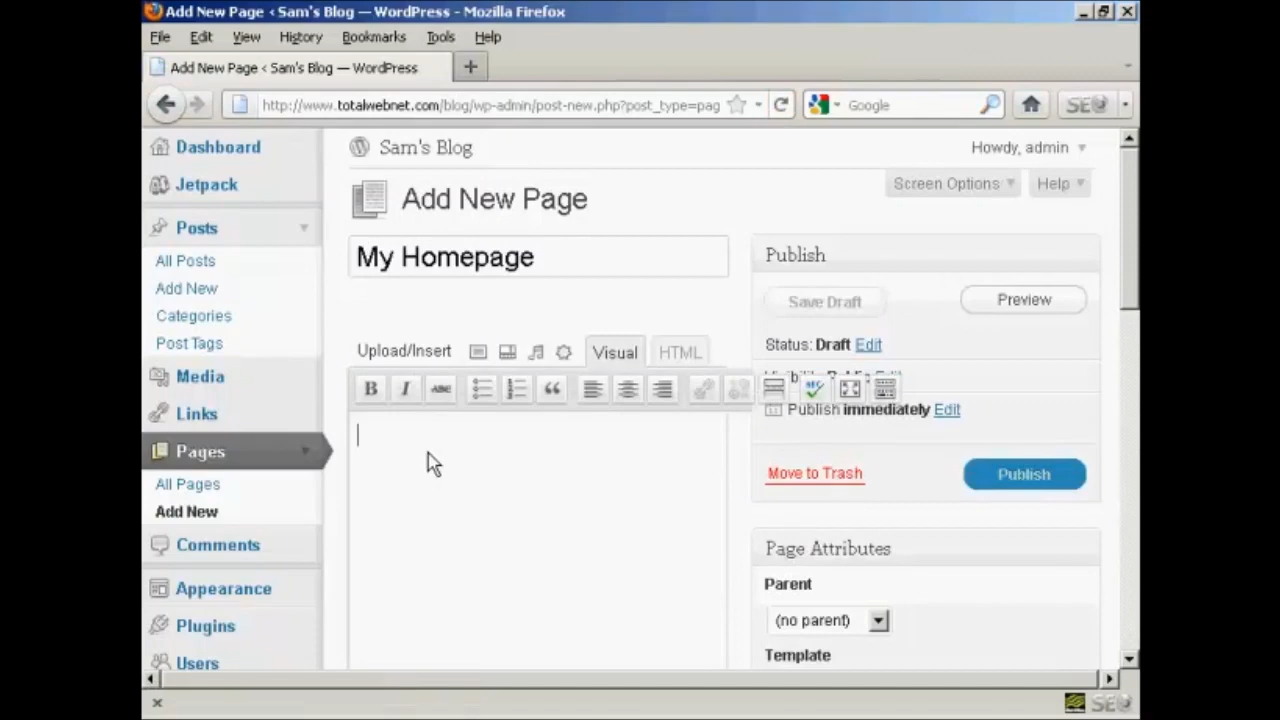 Add New Page ‹ Sam's Blog — WordPress - Mozilla Firefox
File Edit View History Bookmarks Tools Help
Add New Page ‹ Sam's Blog — WordPress
http://www.totalwebnet.com/blog/wp-admin/post-new.php?post_type=pag
Google
SEO
Dashboard
Jetpack
Posts
All Posts
Add New
Categories
Post Tags
Media
Links
Pages
All Pages
Add New
Comments
Appearance
Plugins
Users
Sam's Blog
Howdy, admin
Screen Options
Help
Add New Page
My Homepage
Upload/Insert
Visual
HTML
B I ABC
Publish
Save Draft
Preview
Status: Draft Edit
Publish immediately Edit
Move to Trash
Publish
Page Attributes
Parent
(no parent)
Template
SEO